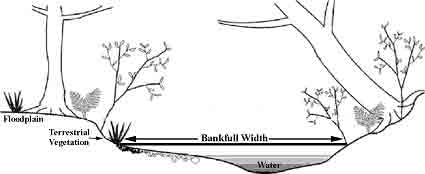 Floodplain
Terrestrial
Vegetation
Bankfull Width
Water